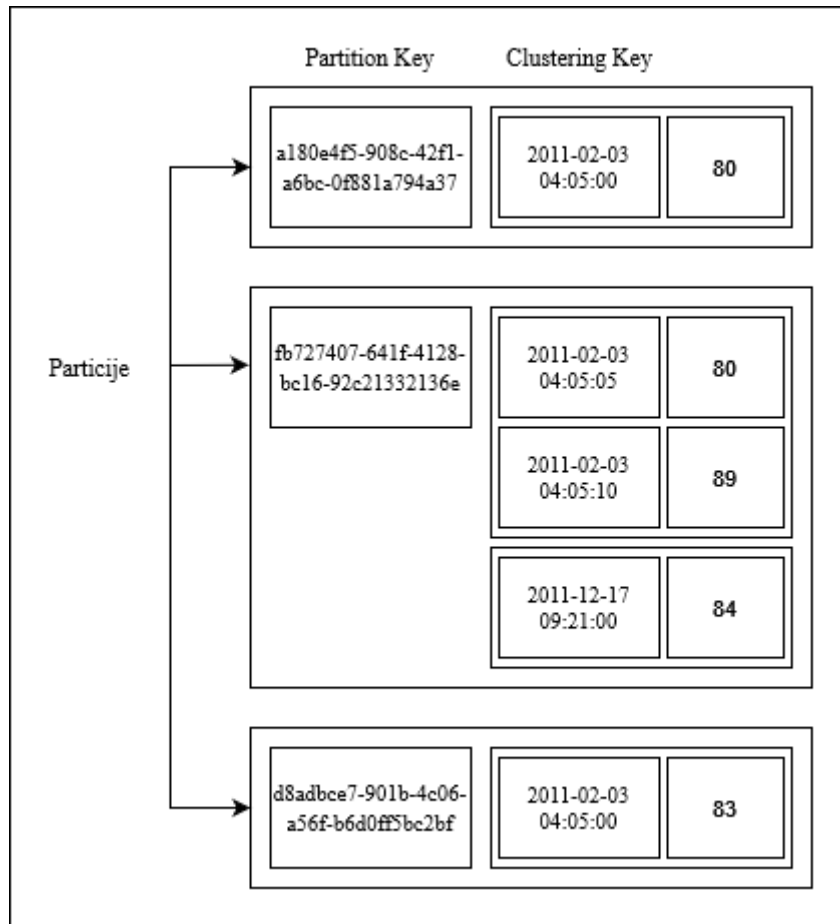 Partition Key Clustering Key
a180e4f5-908c-42f1-
a6bc-0f881a794a37
2011-02-03
04:05:00
80
Particije
fb727407-641f-4128-
bc16-92c21332136e
2011-02-03
04:05:05
80
2011-02-03
04:05:10
89
2011-12-17
09:21:00
84
d8adbce7-901b-4c06-
a56f-b6d0ff5bc2bf
2011-02-03
04:05:00
83